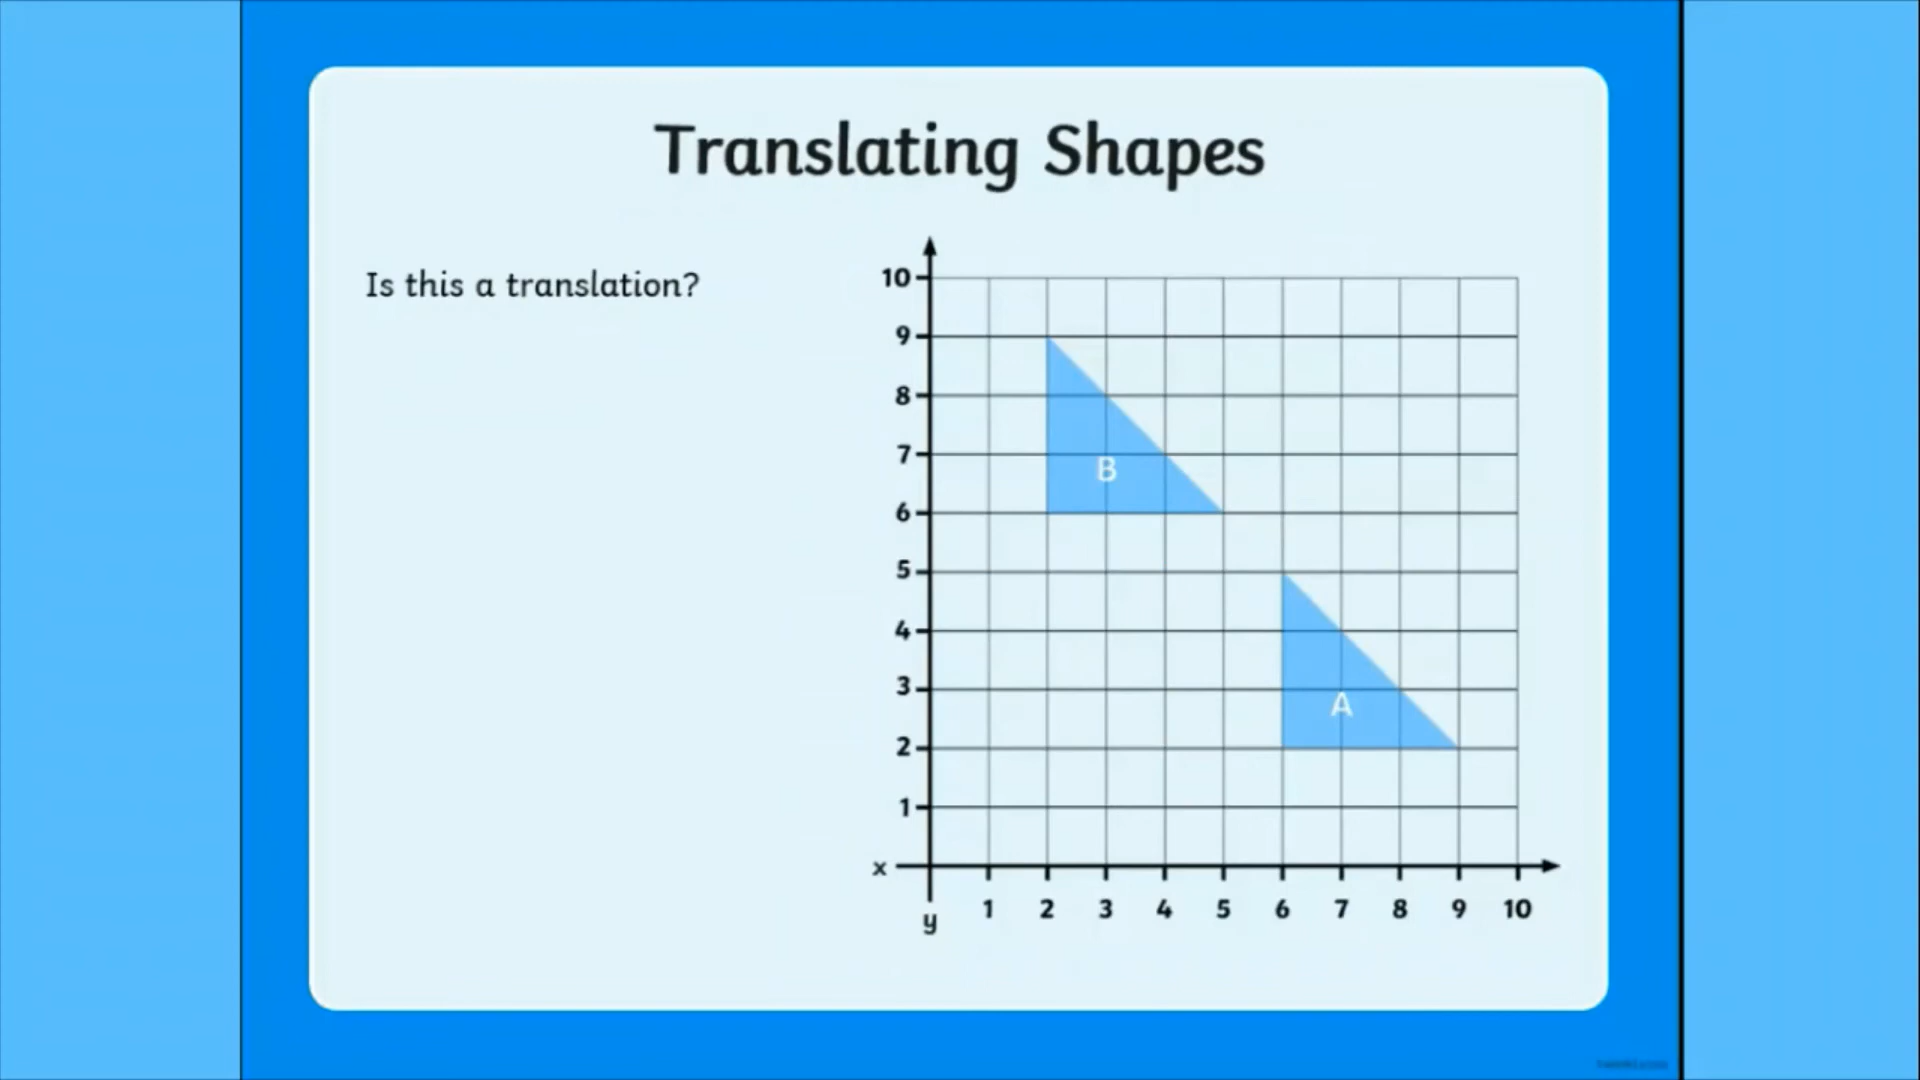 Translating Shapes
Is this a translation?
10
9
8
7
6
5
4
3
2
1
B
A
x
y
1 2 3 4 5 6 7 8 9 10